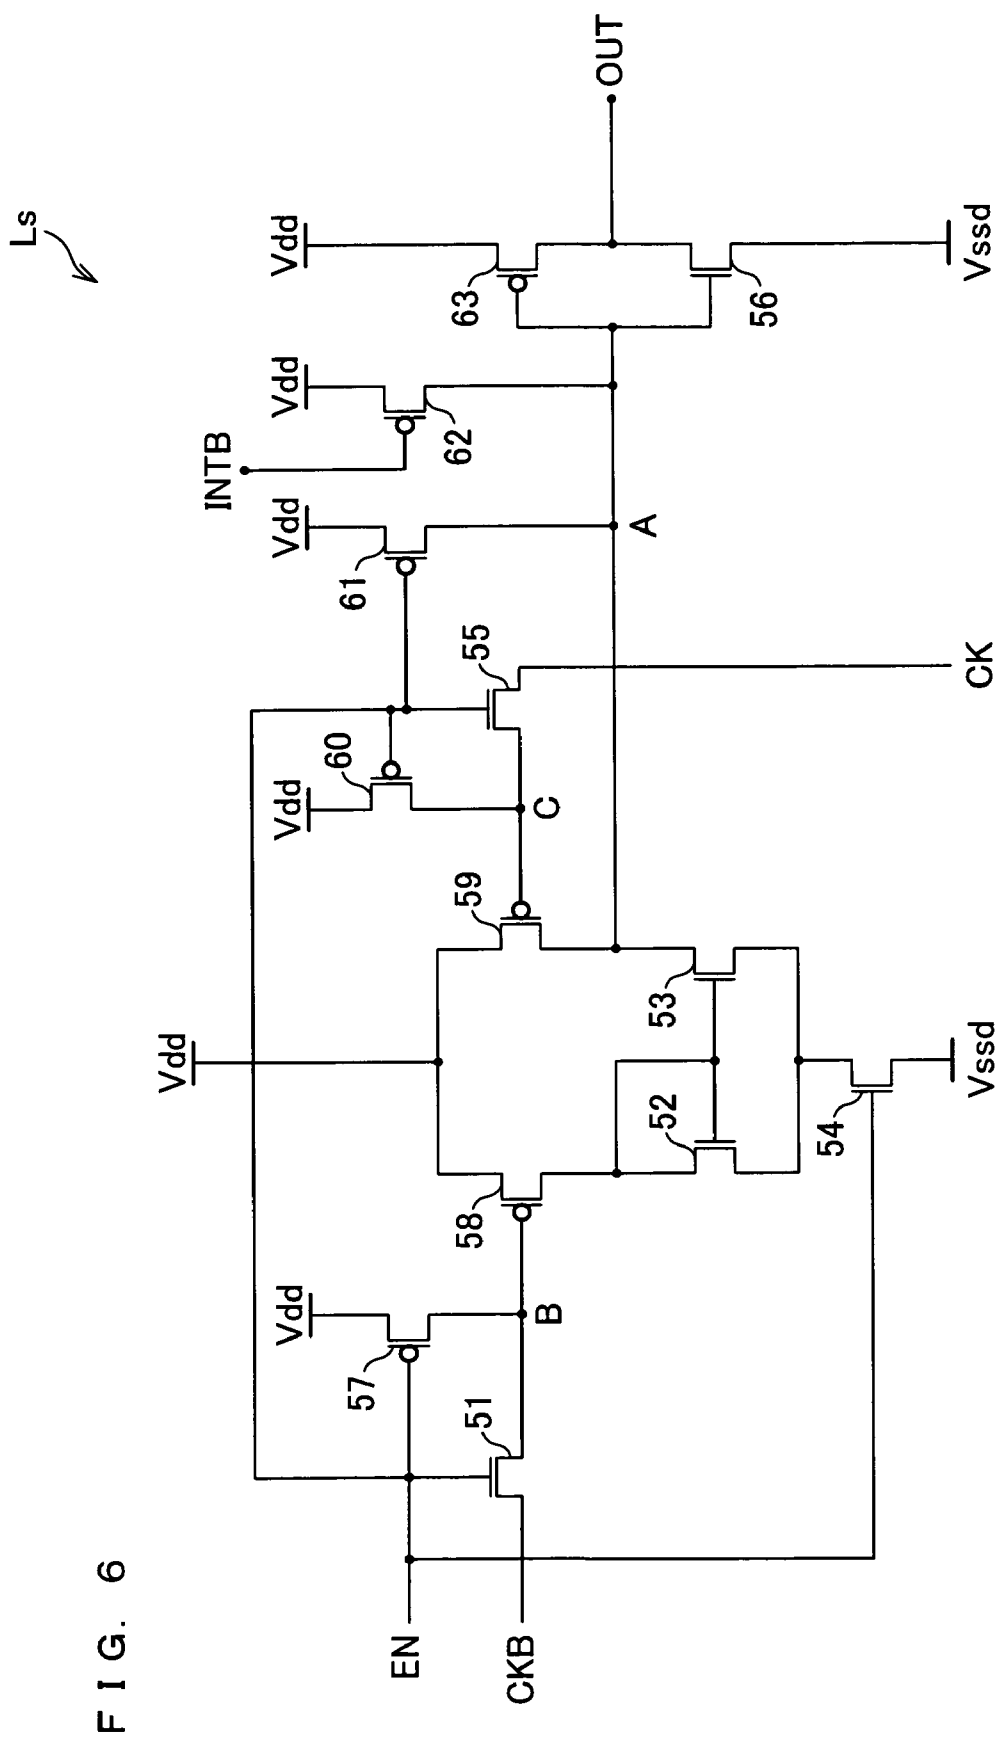 FIG. 6
Ls
Vdd
Vdd
Vdd
Vdd
Vdd
Vdd
INTB
57
58
59
60
61
62
63
EN
51
55
CKB
B
C
A
OUT
52
53
54
56
Vssd
CK
Vssd